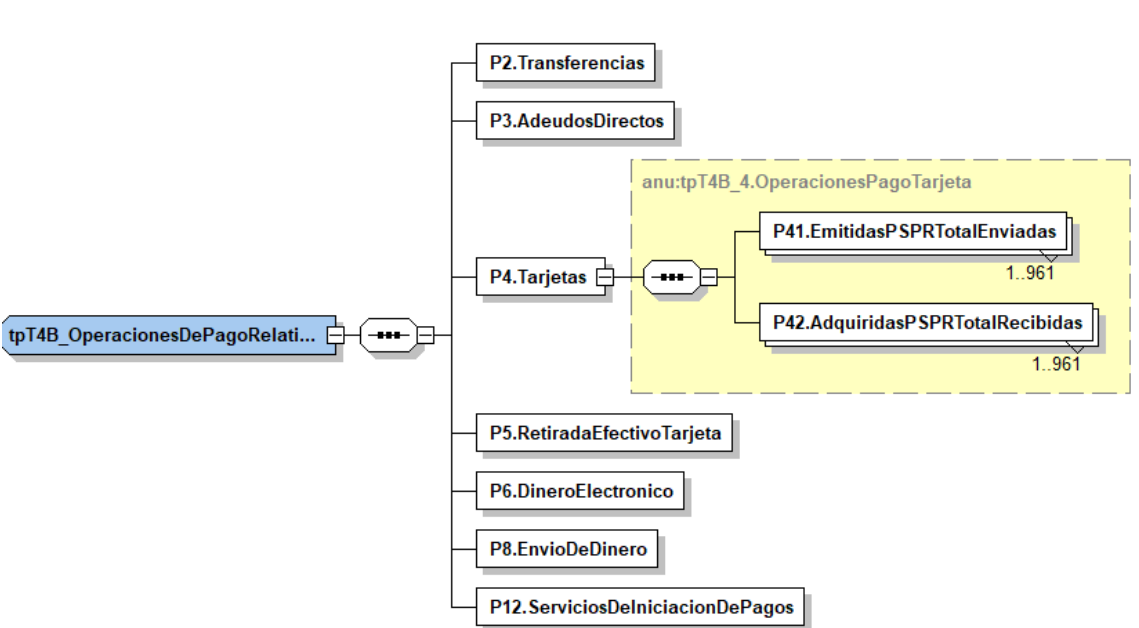 P2.Transferencias
P3.AdeudosDirectos
anu:tpT4B_4.OperacionesPagoTarjeta
P41.EmitidasPSPRTotalEnviadas
1..961
P4.Tarjetas
P42.AdquiridasPSPRTotalRecibidas
1..961
tpT4B_OperacionesDePagoRelati...
P5.RetiradaEfectivoTarjeta
P6.DineroElectronico
P8.EnvioDeDinero
P12.ServiciosDeIniciacionDePagos